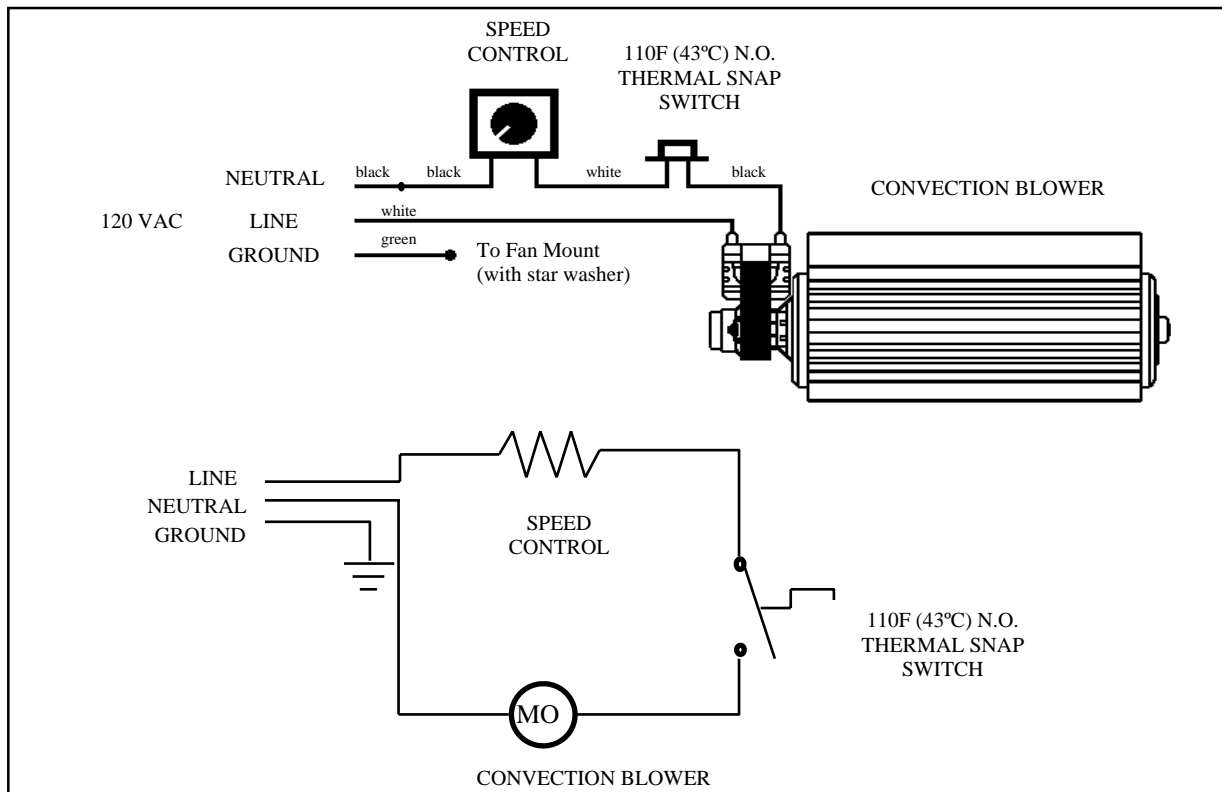 SPEED
CONTROL
110F (43ºC) N.O.
THERMAL SNAP
SWITCH
NEUTRAL
black
black
white
black
CONVECTION BLOWER
120 VAC
LINE
white
GROUND
green
To Fan Mount
(with star washer)
LINE
NEUTRAL
GROUND
SPEED
CONTROL
110F (43ºC) N.O.
THERMAL SNAP
SWITCH
MO
CONVECTION BLOWER